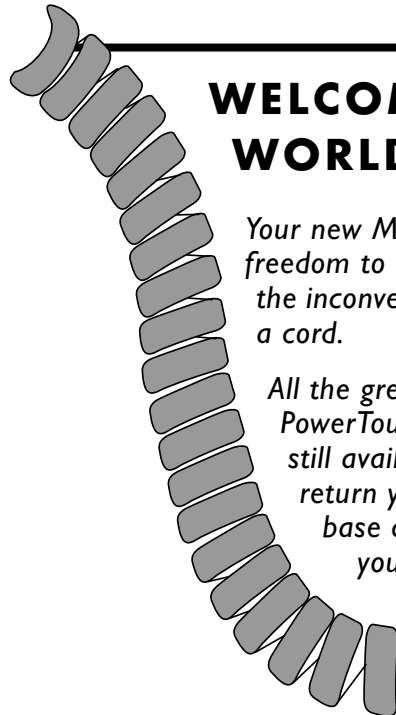 WELCOM
WORLD
Your new M
freedom to
the inconve
a cord.
All the gre
PowerTou
still avail
return y
base
you